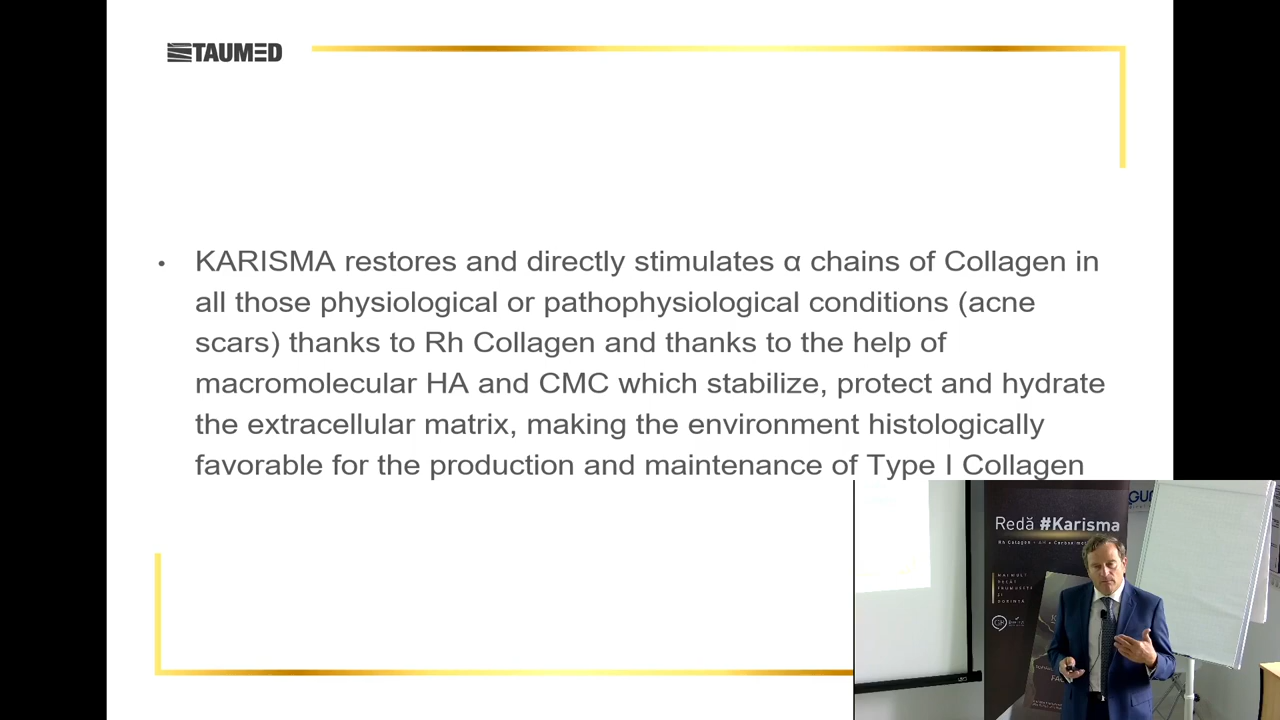 TAUMED
• KARISMA restores and directly stimulates α chains of Collagen in
all those physiological or pathophysiological conditions (acne
scars) thanks to Rh Collagen and thanks to the help of
macromolecular HA and CMC which stabilize, protect and hydrate
the extracellular matrix, making the environment histologically
favorable for the production and maintenance of Type I Collagen
Redă #Karisma